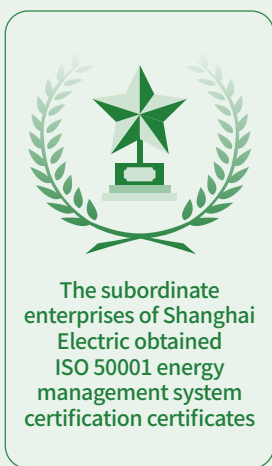 The subordinate
enterprises of Shanghai
Electric obtained
ISO 50001 energy
management system
certification certificates